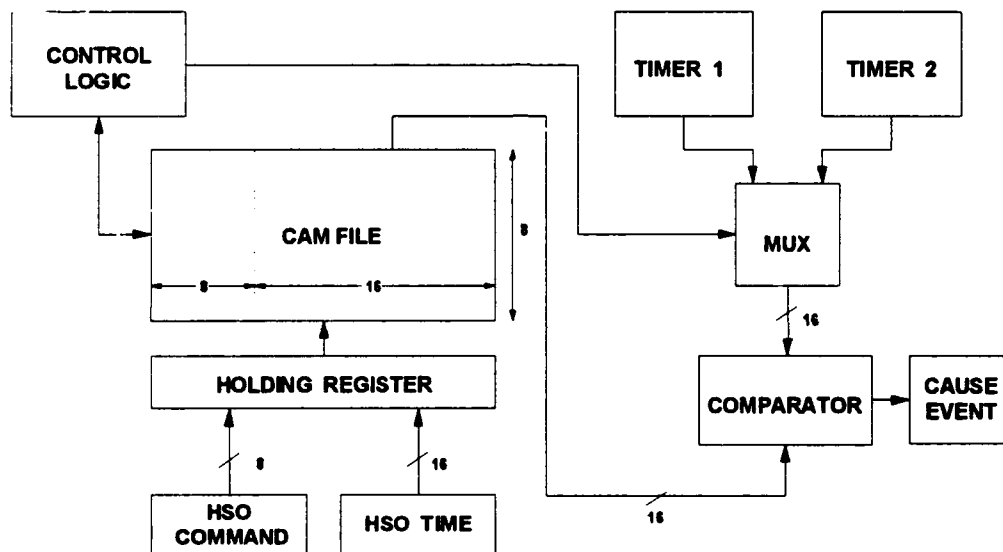 CONTROL
LOGIC
TIMER 1
TIMER 2
CAM FILE
8
8
16
MUX
16
HOLDING REGISTER
COMPARATOR
CAUSE
EVENT
8
16
16
HSO
COMMAND
HSO TIME